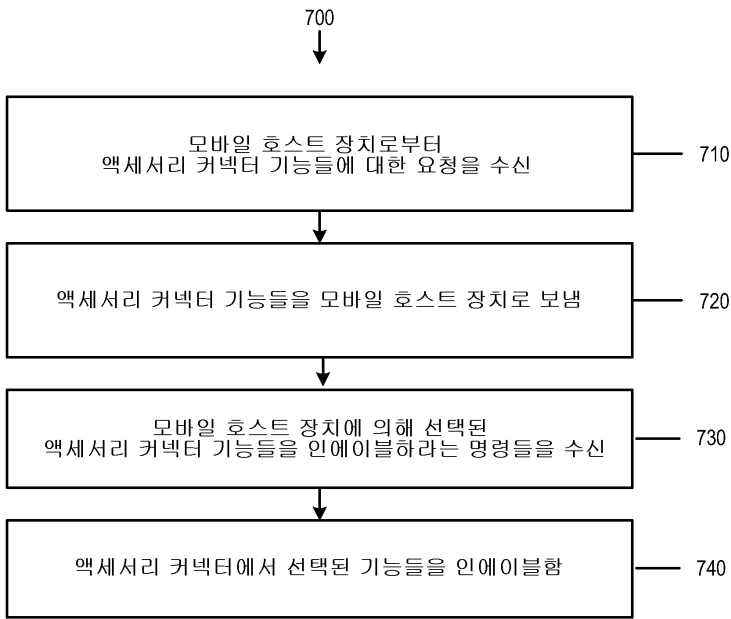 700
모바일 호스트 장치로부터
액세서리 커넥터 기능들에 대한 요청을 수신
710
액세서리 커넥터 기능들을 모바일 호스트 장치로 보냄
720
모바일 호스트 장치에 의해 선택된
액세서리 커넥터 기능들을 인에이블하라는 명령들을 수신
730
액세서리 커넥터에서 선택된 기능들을 인에이블함
740